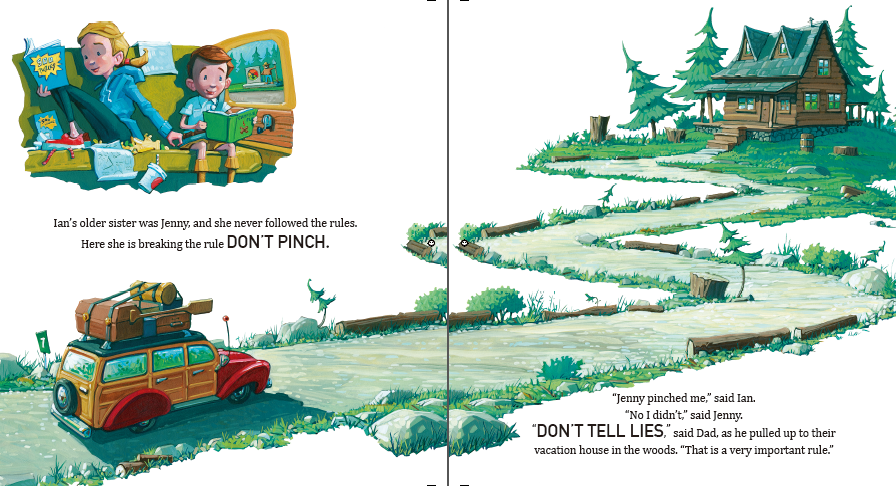 Ian's older sister was Jenny, and she never followed the rules.
Here she is breaking the rule DON'T PINCH.
7
"Jenny pinched me," said Ian.
"No I didn't," said Jenny.
"DON'T TELL LIES," said Dad, as he pulled up to their
vacation house in the woods. "That is a very important rule."